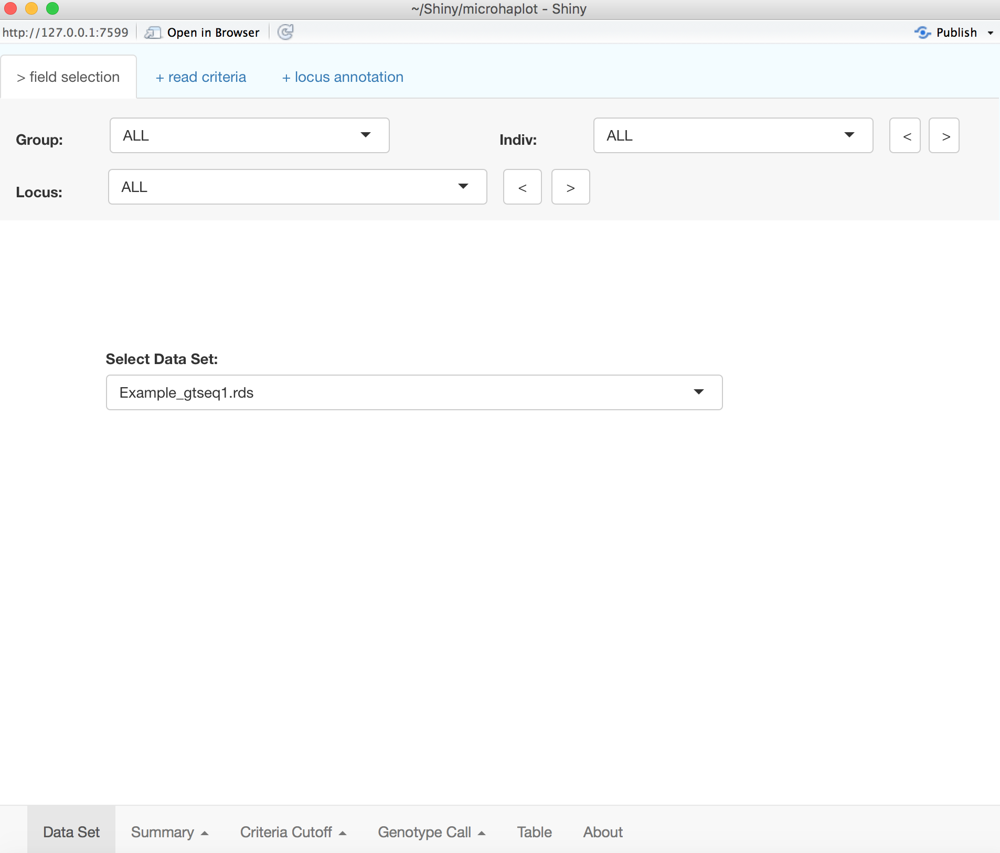 ~/Shiny/microhaplot - Shiny
http://127.0.0.1:7599 Open in Browser Publish
> field selection + read criteria + locus annotation
Group: ALL Indiv: ALL < >
Locus: ALL < >
Select Data Set:
Example_gtseq1.rds
Data Set Summary Criteria Cutoff Genotype Call Table About